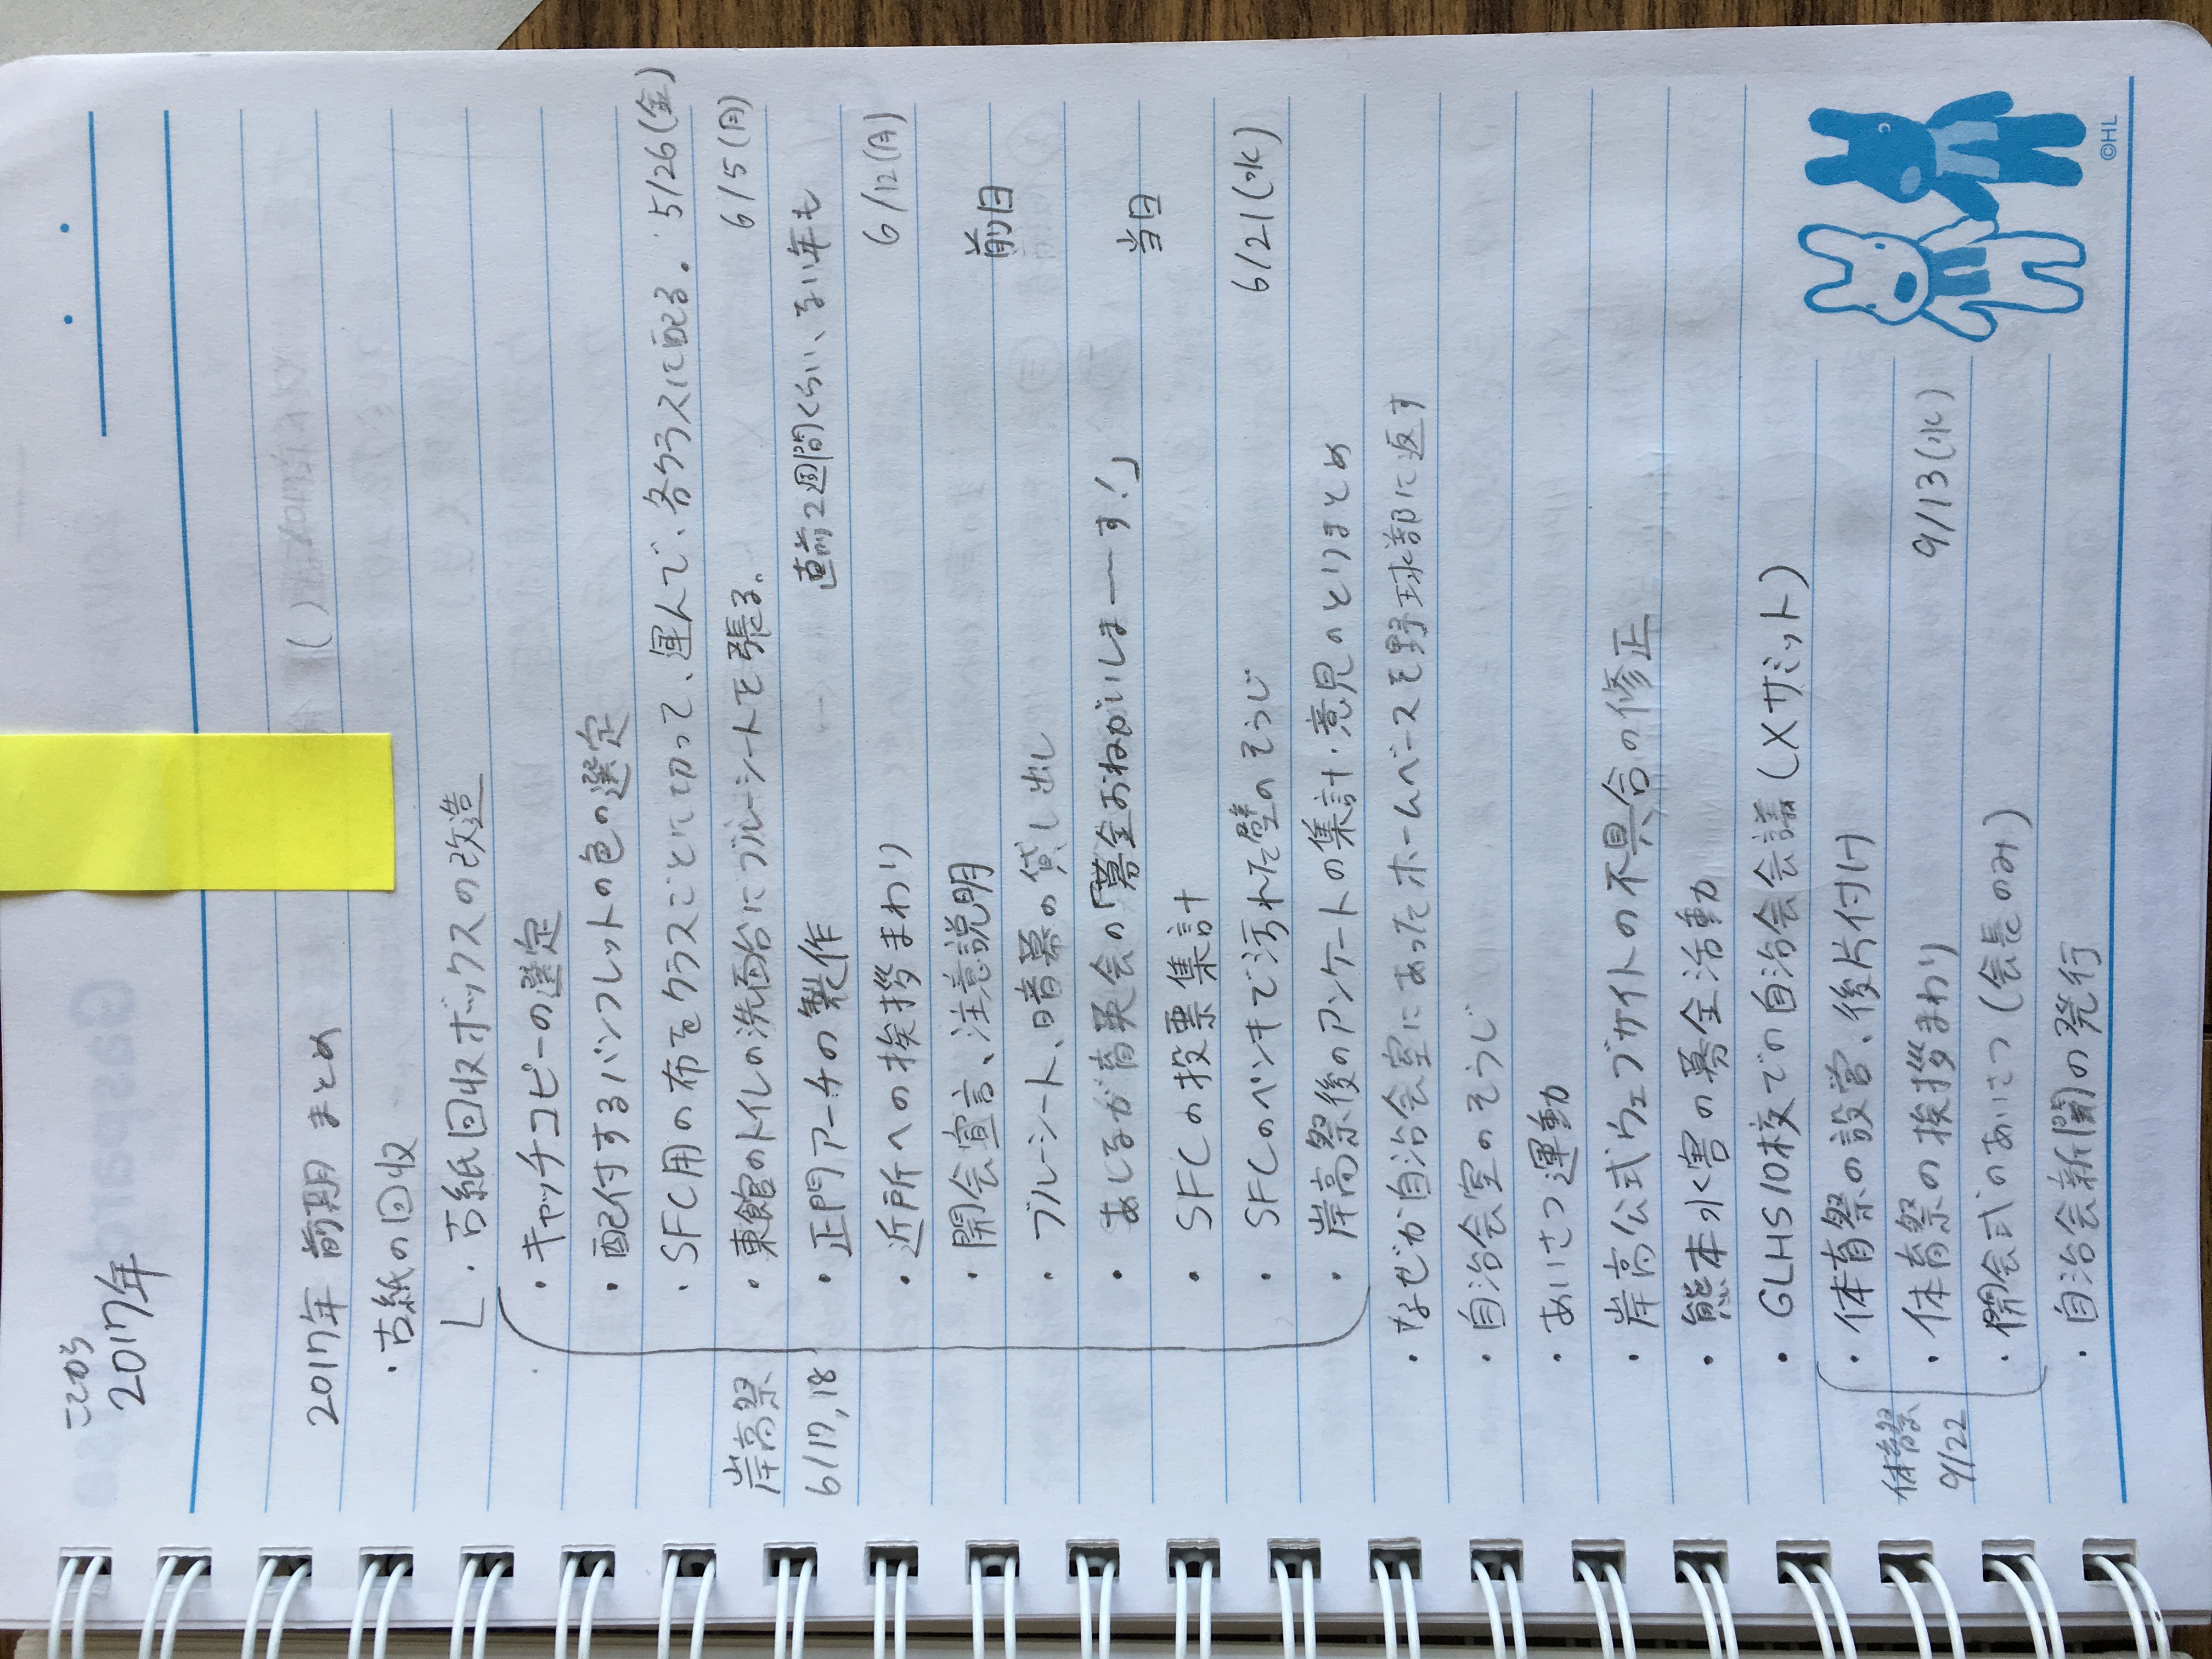 ここから
2017年
2017年 前期 まとめ ( )
・古紙の回収
L ・古紙回収ボックスの改造
・キャッチコピーの選定
・配付するパンフレットの色の選定
・SFC用の布をクラスごとに切って、運んで、各クラスに配る。 5/26(金)
岸高祭
6/17,18
・東館のトイレの洗面台にブルーシートを張る。 6/5(月)
・正門アーチの製作 直前2週間くらい、ない年も
・近所への挨拶まわり 6/12(月)
・開会宣言、注意説明 前日
・ブルーシート、暗幕の貸し出し
・あしなが育英会の「募金おねがいしまーーす!」 当日
・SFCの投票集計
・SFCのペンキで汚れた壁のそうじ 6/21(水)
・岸高祭後のアンケートの集計・意見のとりまとめ
・なぜか自治会室にあったホームベースを野球部に返す
・自治会室のそうじ
・あいさつ運動
・岸高公式ウェブサイトの不具合の修正
・熊本水害の募金活動
・GLHS10校での自治会会議(Xサミット)
体育祭
9/22
・体育祭の設営、後片付け
・体育祭の挨拶まわり 9/13(水)
・開会式のあいさつ(会長のみ)
・自治会新聞の発行
©HL